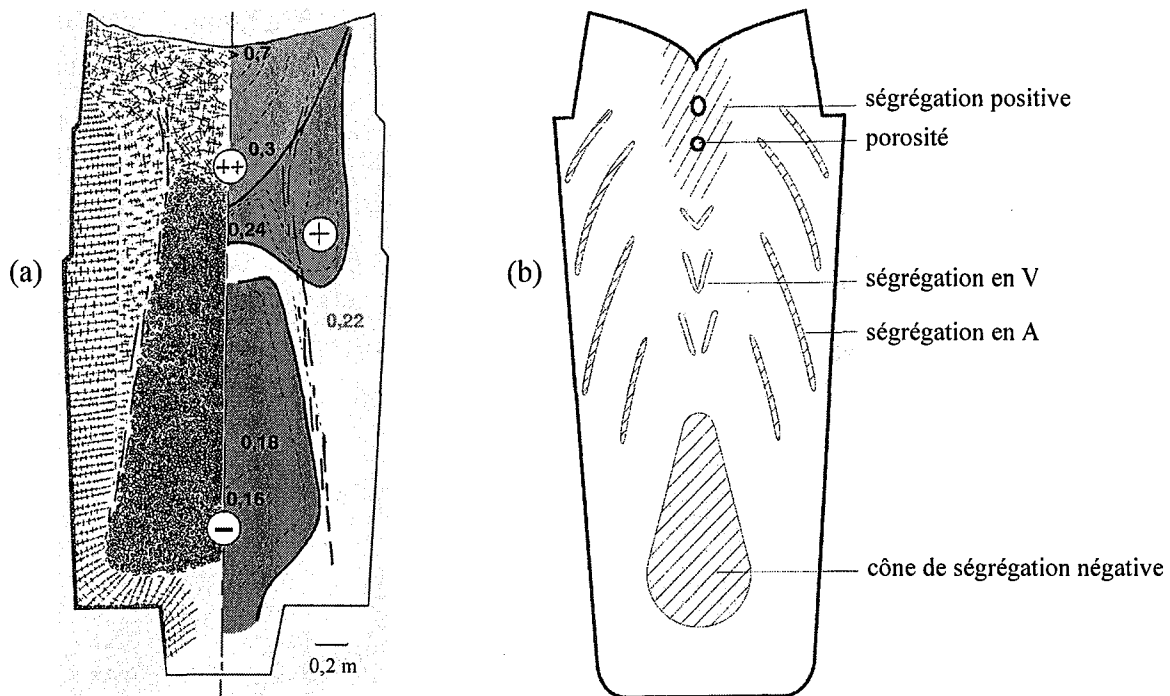 (a)
> 0,7
0,3
++
0,24
+
0,22
0,18
0,16
−
0,2 m
(b)
ségrégation positive
porosité
ségrégation en V
ségrégation en A
cône de ségrégation négative